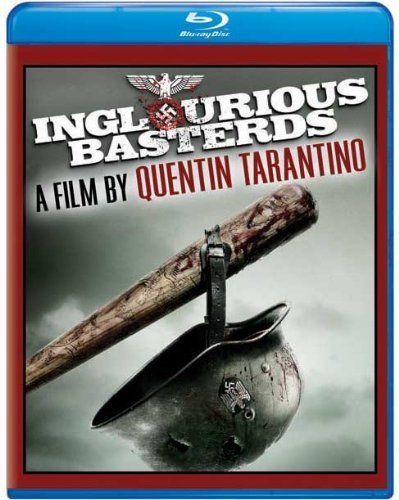 Blu-ray Disc
INGLOURIOUS
BASTERDS
A FILM BY QUENTIN TARANTINO